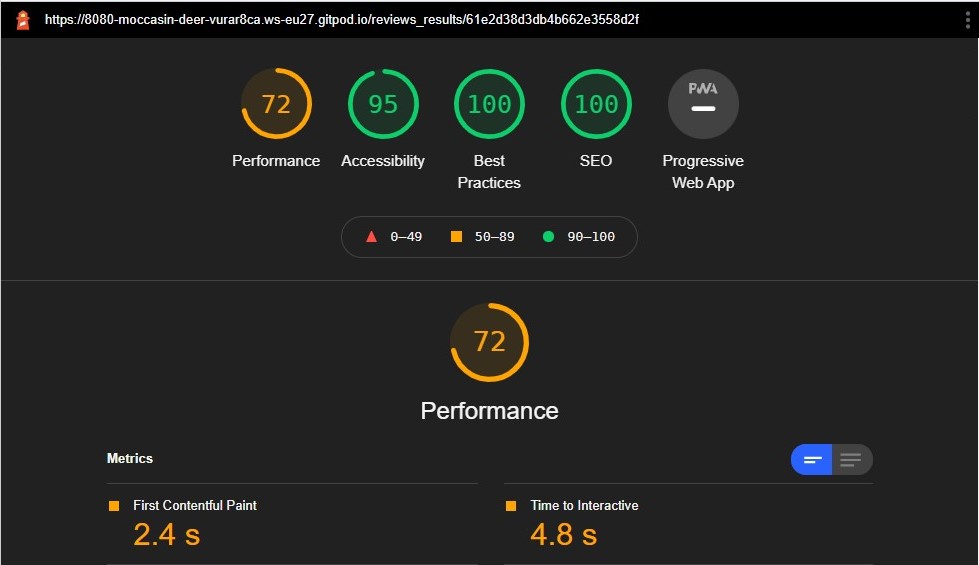 https://8080-moccasin-deer-vurar8ca.ws-eu27.gitpod.io/reviews_results/61e2d38d3db4b662e3558d2f
72 95 100 100 PWA
Performance Accessibility Best Practices SEO Progressive Web App
0–49 50–89 90–100
72
Performance
Metrics
First Contentful Paint Time to Interactive
2.4 s 4.8 s